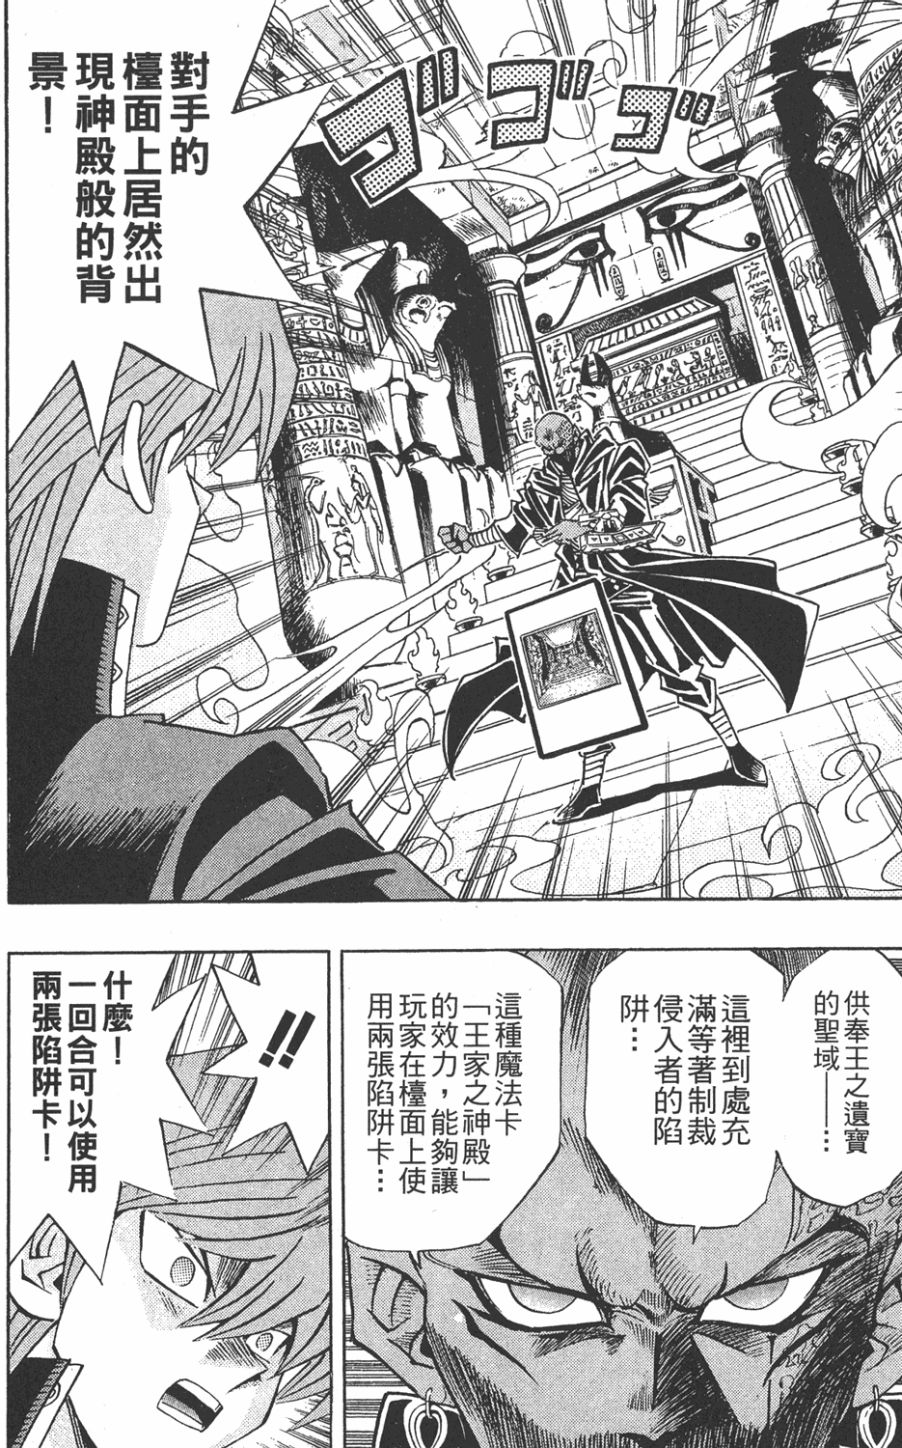 對手的
檯面上居然出
現神殿般的背
景！
ゴゴゴ
供奉王之遺寶
的聖域——…
這裡到處充
滿等著制裁
侵入者的陷
阱…
這種魔法卡
「王家之神殿」
的效力，能夠讓
玩家在檯面上使
用兩張陷阱卡…
!!
什麼！
一回合可以使用
兩張陷阱卡！